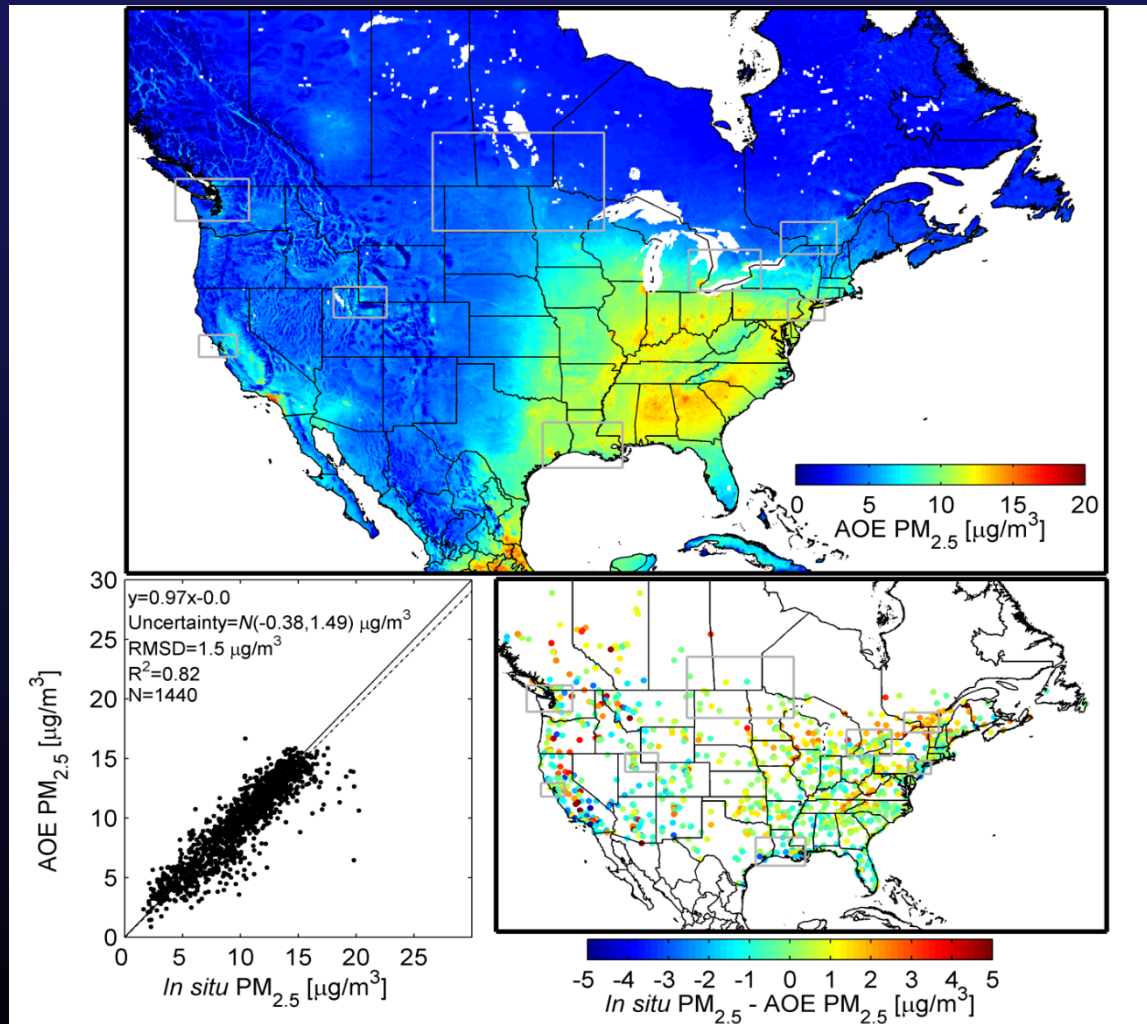 0 5 10 15 20
AOE PM2.5 [µg/m3]
30
25
20
15
10
5
0
AOE PM2.5 [µg/m3]
y=0.97x-0.0
Uncertainty=N(-0.38,1.49) µg/m3
RMSD=1.5 µg/m3
R2=0.82
N=1440
0 5 10 15 20 25
In situ PM2.5 [µg/m3]
-5 -4 -3 -2 -1 0 1 2 3 4 5
In situ PM2.5 - AOE PM2.5 [µg/m3]